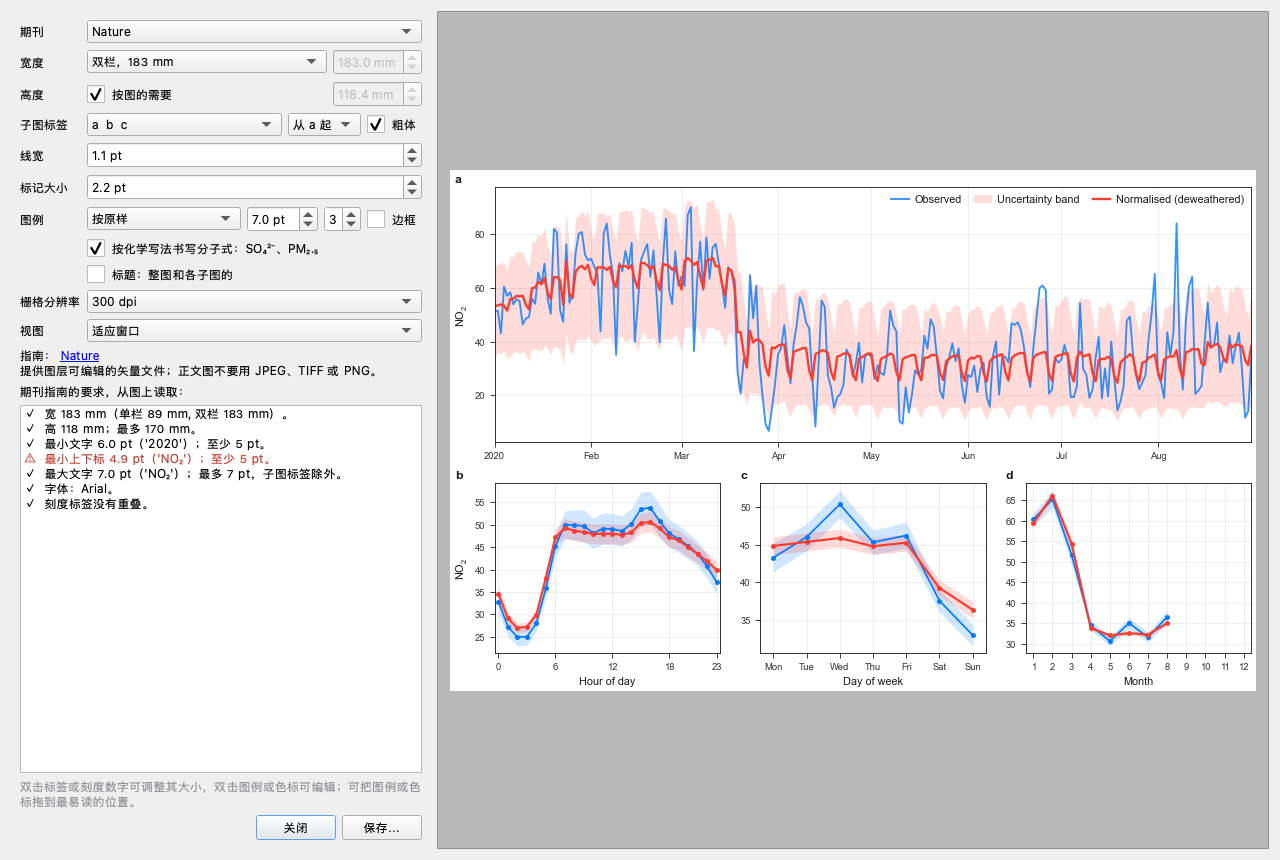 期刊 Nature
宽度 双栏，183 mm 183.0 mm
高度 ✓ 按图的需要 118.4 mm
子图标签 a b c 从 a 起 ✓ 粗体
线宽 1.1 pt
标记大小 2.2 pt
图例 按原样 7.0 pt 3 边框
✓ 按化学写法书写分子式：SO₄²⁻、PM₂.₅
标题：整图和各子图的
栅格分辨率 300 dpi
视图 适应窗口
指南： Nature
提供图层可编辑的矢量文件；正文图不要用 JPEG、TIFF 或 PNG。
期刊指南的要求，从图上读取：
✓ 宽 183 mm（单栏 89 mm, 双栏 183 mm）。
✓ 高 118 mm；最多 170 mm。
✓ 最小文字 6.0 pt（'2020'）；至少 5 pt。
⚠ 最小上下标 4.9 pt（'NO₂'）；至少 5 pt。
✓ 最大文字 7.0 pt（'NO₂'）；最多 7 pt，子图标签除外。
✓ 字体：Arial。
✓ 刻度标签没有重叠。
双击标签或刻度数字可调整其大小，双击图例或色标可编辑；可把图例或色
标拖到最易读的位置。
关闭 保存...
a
Observed Uncertainty band Normalised (deweathered)
NO₂
80
60
40
20
2020 Feb Mar Apr May Jun Jul Aug
b
NO₂
55
50
45
40
35
30
25
0 6 12 18 23
Hour of day
c
50
45
40
35
Mon Tue Wed Thu Fri Sat Sun
Day of week
d
65
60
55
50
45
40
35
30
1 2 3 4 5 6 7 8 9 10 11 12
Month